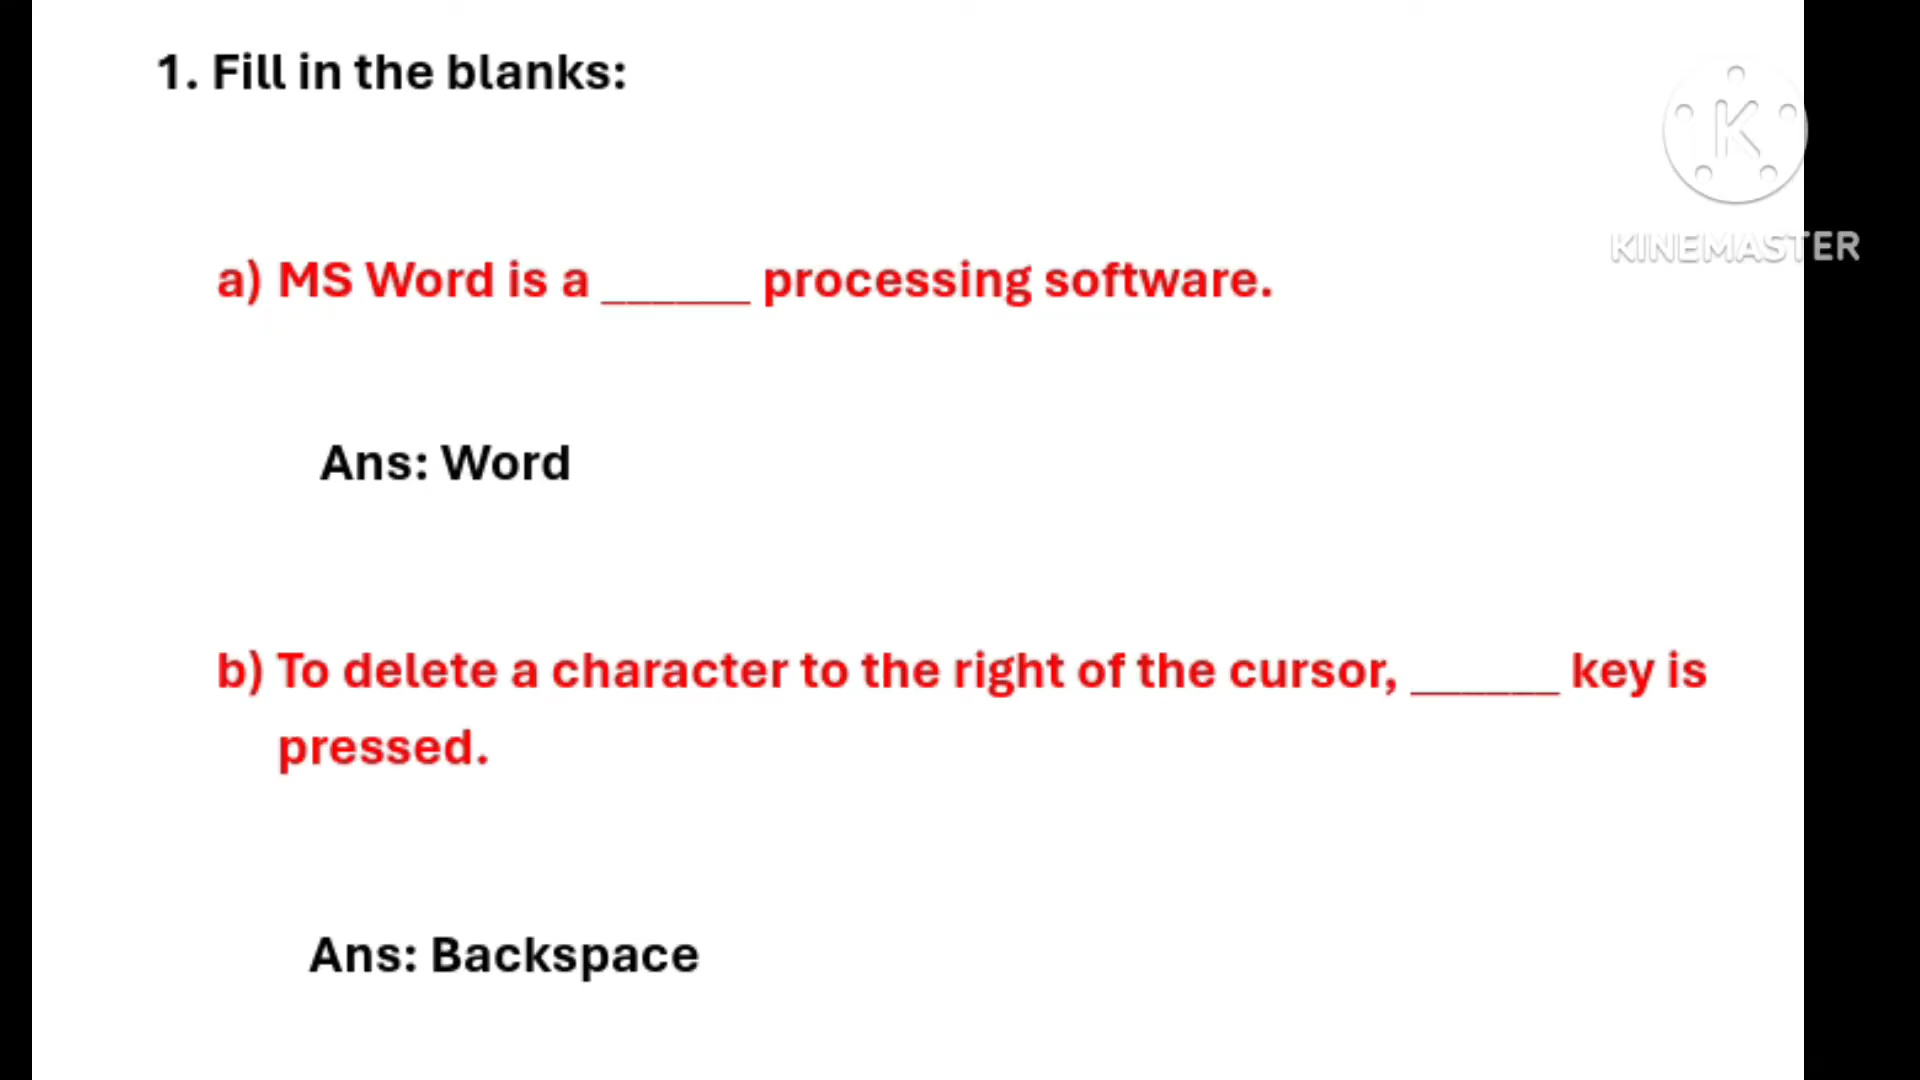 1. Fill in the blanks:
K
KINEMASTER
a) MS Word is a ______ processing software.
Ans: Word
b) To delete a character to the right of the cursor, ______ key is
pressed.
Ans: Backspace